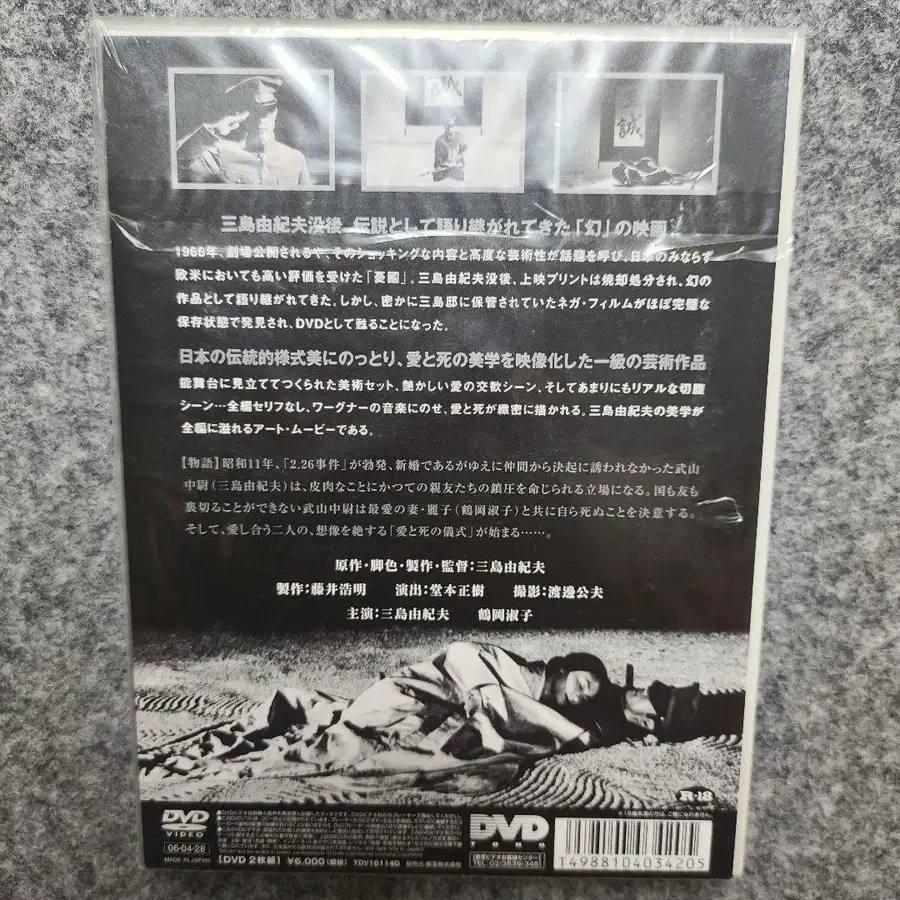 誠
誠
三島由紀夫没後、伝説として語り継がれてきた「幻」の映画
1966年、劇場公開されるや、そのショッキングな内容と高度な芸術性が話題を呼び、日本のみならず
欧米においても高い評価を受けた「憂國」。三島由紀夫没後、上映プリントは焼却処分され、幻の
作品として語り継がれてきた。しかし、密かに三島邸に保管されていたネガ・フィルムがほぼ完璧な
保存状態で発見され、DVDとして甦ることになった。
日本の伝統的様式美にのっとり、愛と死の美学を映像化した一級の芸術作品
能舞台に見立ててつくられた美術セット、艶かしい愛の交歓シーン、そしてあまりにもリアルな切腹
シーン…全編セリフなし、ワーグナーの音楽にのせ、愛と死が緻密に描かれる。三島由紀夫の美学が
全編に溢れるアート・ムービーである。
【物語】昭和11年、「2.26事件」が勃発、新婚であるがゆえに仲間から決起に誘われなかった武山
中尉(三島由紀夫)は、皮肉なことにかつての親友たちの鎮圧を命じられる立場になる。国も友も
裏切ることができない武山中尉は最愛の妻・麗子(鶴岡淑子)と共に自ら死ぬことを決意する。
そして、愛し合う二人の、想像を絶する「愛と死の儀式」が始まる……。
原作・脚色・製作・監督:三島由紀夫
製作:藤井浩明 演出:堂本正樹 撮影:渡邊公夫
主演:三島由紀夫 鶴岡淑子
R-18
DVD
VIDEO
06-04-28
MADE IN JAPAN
【DVD 2枚組】 ¥6,000(税抜) TDV16114D 発売元:東宝株式会社
DVD
TOHO
TEL 03(3539)3451
T4988104034205